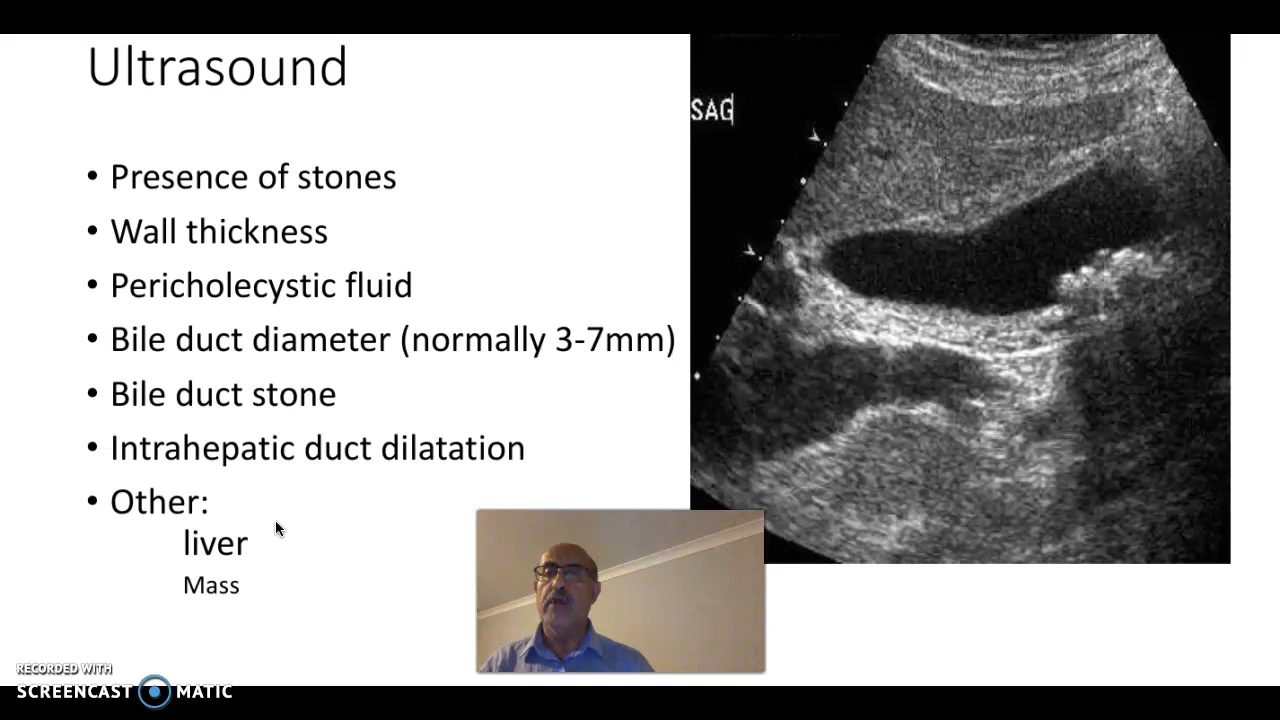 Ultrasound
SAG
• Presence of stones
• Wall thickness
• Pericholecystic fluid
• Bile duct diameter (normally 3-7mm)
• Bile duct stone
• Intrahepatic duct dilatation
• Other:
liver
Mass
RECORDED WITH
SCREENCAST MATIC